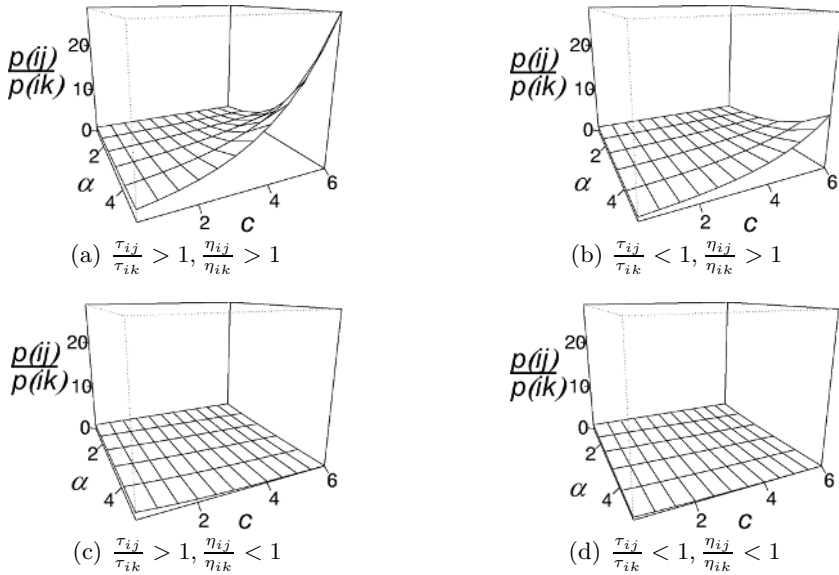 p(ij)
p(ik)
20
10
0
2
4
α
2
4
6
c
(a) τij/τik > 1, ηij/ηik > 1
p(ij)
p(ik)
20
10
0
2
4
α
2
4
6
c
(b) τij/τik < 1, ηij/ηik > 1
p(ij)
p(ik)
20
10
0
2
4
α
2
4
6
c
(c) τij/τik > 1, ηij/ηik < 1
p(ij)
p(ik)
20
10
0
2
4
α
2
4
6
c
(d) τij/τik < 1, ηij/ηik < 1